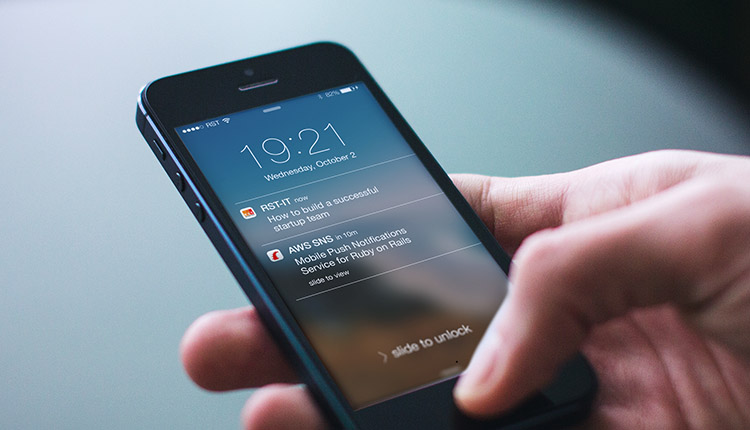 RST 82%
19:21
Wednesday, October 2
RST-IT now
How to build a successful
startup team
AWS SNS in 10m
Mobile Push Notifications
Service for Ruby on Rails
slide to view
> slide to unlock